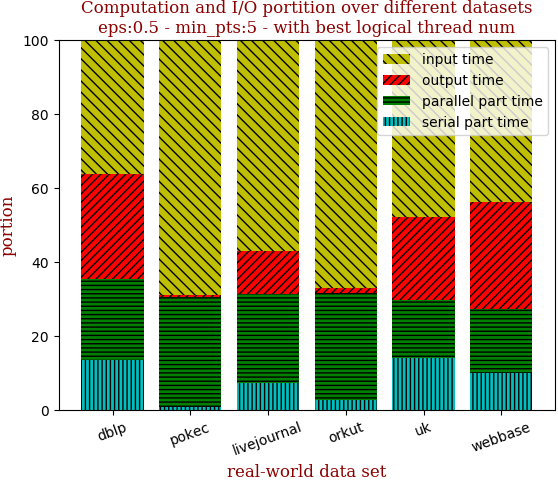 Computation and I/O partition over different datasets
eps:0.5 - min_pts:5 - with best logical thread num
100
80
60
40
20
0
portion
input time
output time
parallel part time
serial part time
dblp
pokec
livejournal
orkut
uk
webbase
real-world data set